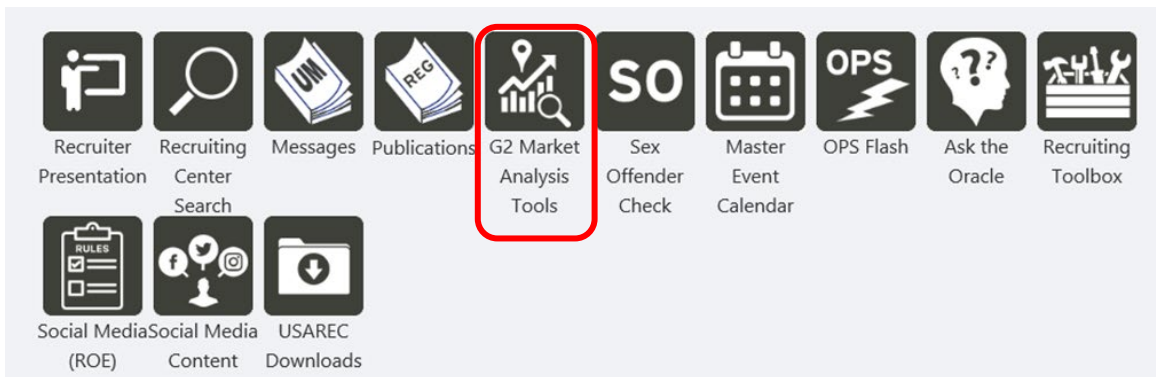 UM
REG
SO
OPS
???
Recruiter Presentation
Recruiting Center Search
Messages
Publications
G2 Market Analysis Tools
Sex Offender Check
Master Event Calendar
OPS Flash
Ask the Oracle
Recruiting Toolbox
RULES
f
Social Media (ROE)
Social Media Content
USAREC Downloads